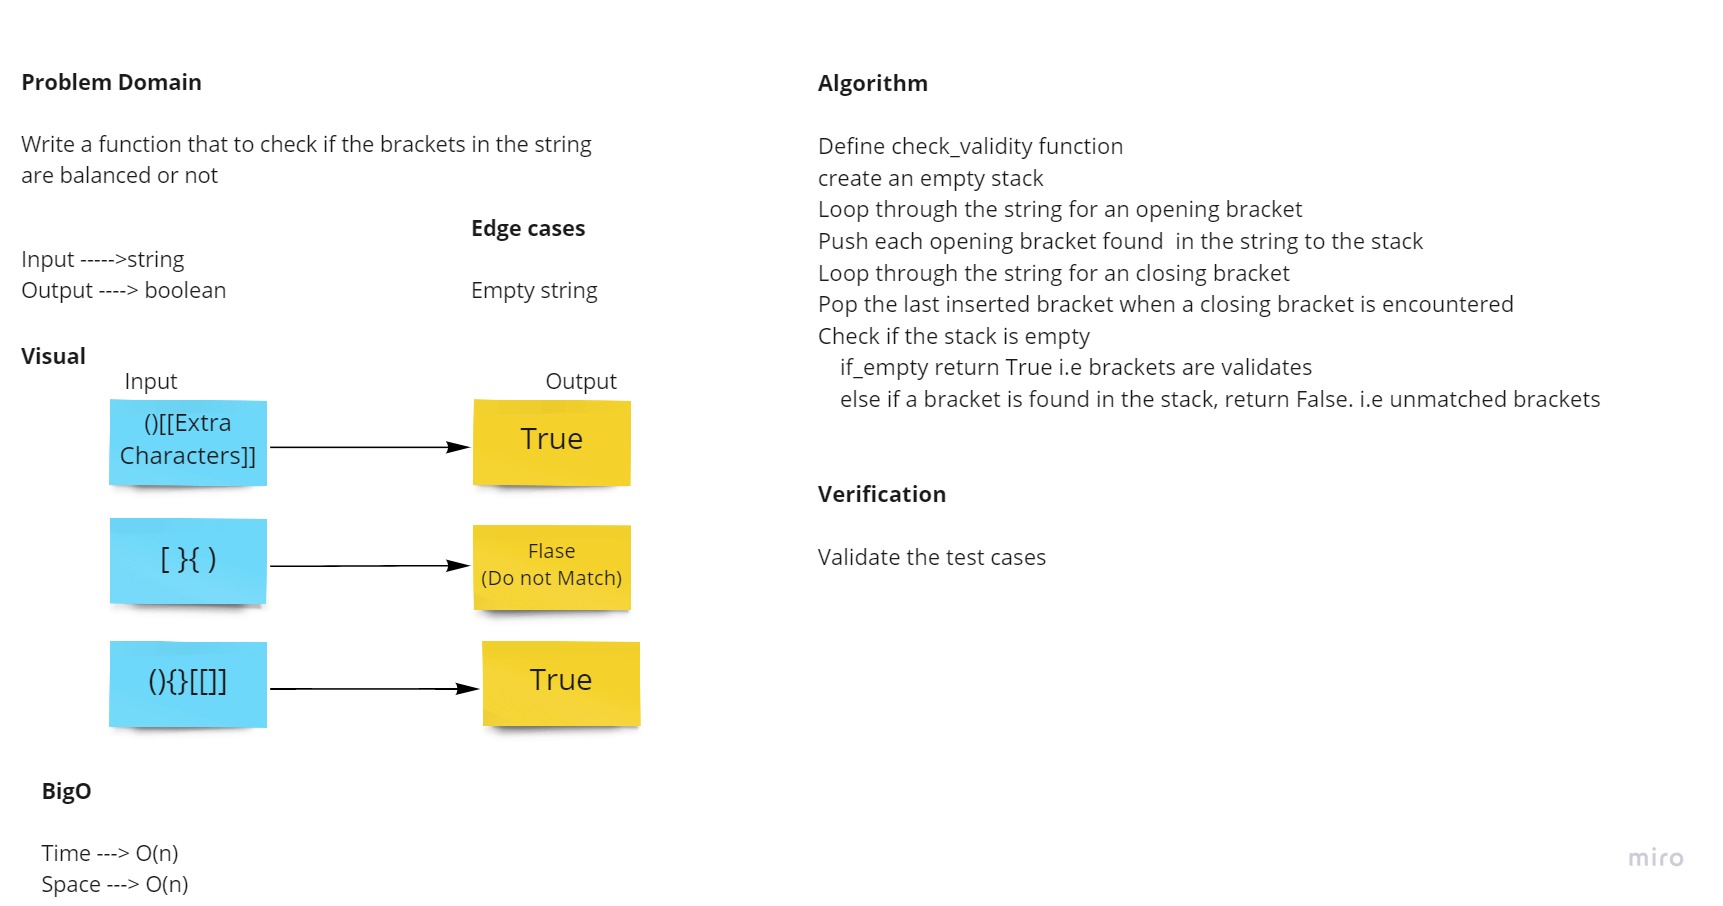 Problem Domain
Write a function that to check if the brackets in the string
are balanced or not
Edge cases
Input ----->string
Output ----> boolean
Empty string
Visual
Input
Output
()[[Extra
Characters]]
True
[ }{ )
Flase
(Do not Match)
(){}[[]]
True
BigO
Time ---> O(n)
Space ---> O(n)
Algorithm
Define check_validity function
create an empty stack
Loop through the string for an opening bracket
Push each opening bracket found  in the string to the stack
Loop through the string for an closing bracket
Pop the last inserted bracket when a closing bracket is encountered
Check if the stack is empty
if_empty return True i.e brackets are validates
else if a bracket is found in the stack, return False. i.e unmatched brackets
Verification
Validate the test cases
miro